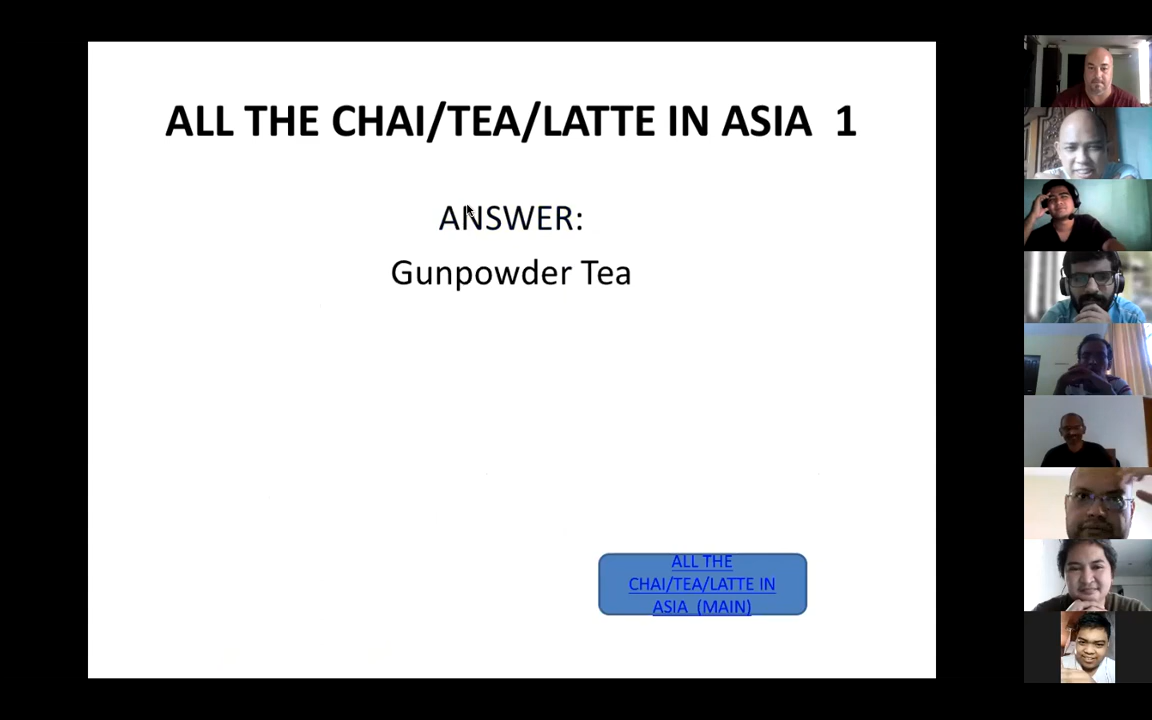 ALL THE CHAI/TEA/LATTE IN ASIA  1
ANSWER:
Gunpowder Tea
ALL THE
CHAI/TEA/LATTE IN
ASIA  (MAIN)